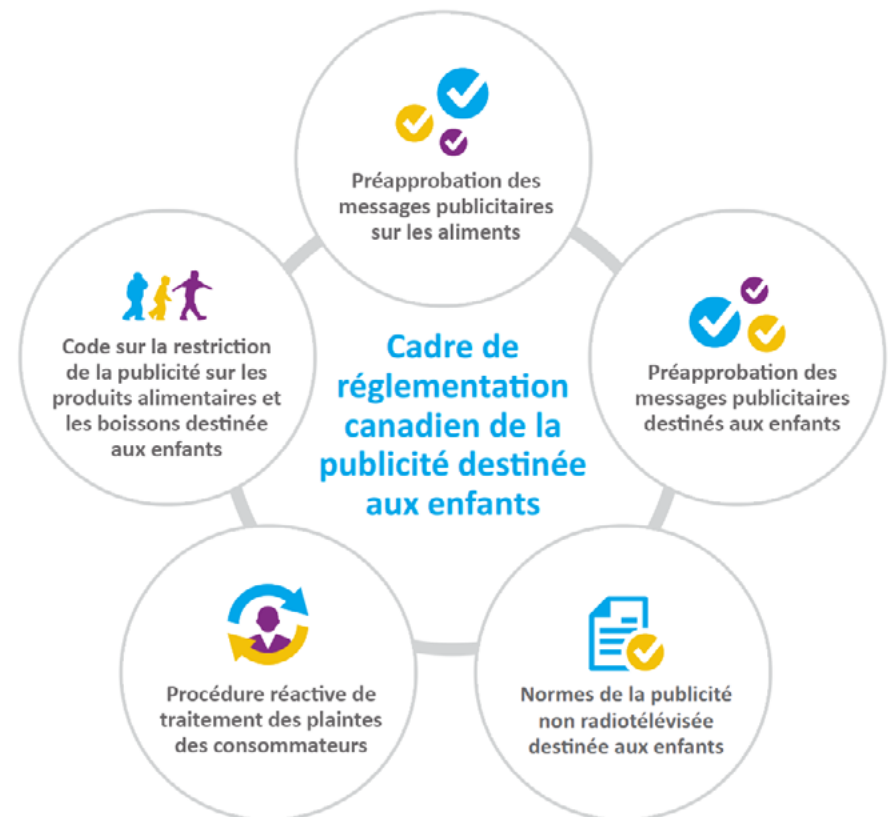 Préapprobation des
messages publicitaires
sur les aliments
Code sur la restriction
de la publicité sur les
produits alimentaires et
les boissons destinée
aux enfants
Cadre de
réglementation
canadien de la
publicité destinée
aux enfants
Préapprobation des
messages publicitaires
destinés aux enfants
Procédure réactive de
traitement des plaintes
des consommateurs
Normes de la publicité
non radiotélévisée
destinée aux enfants